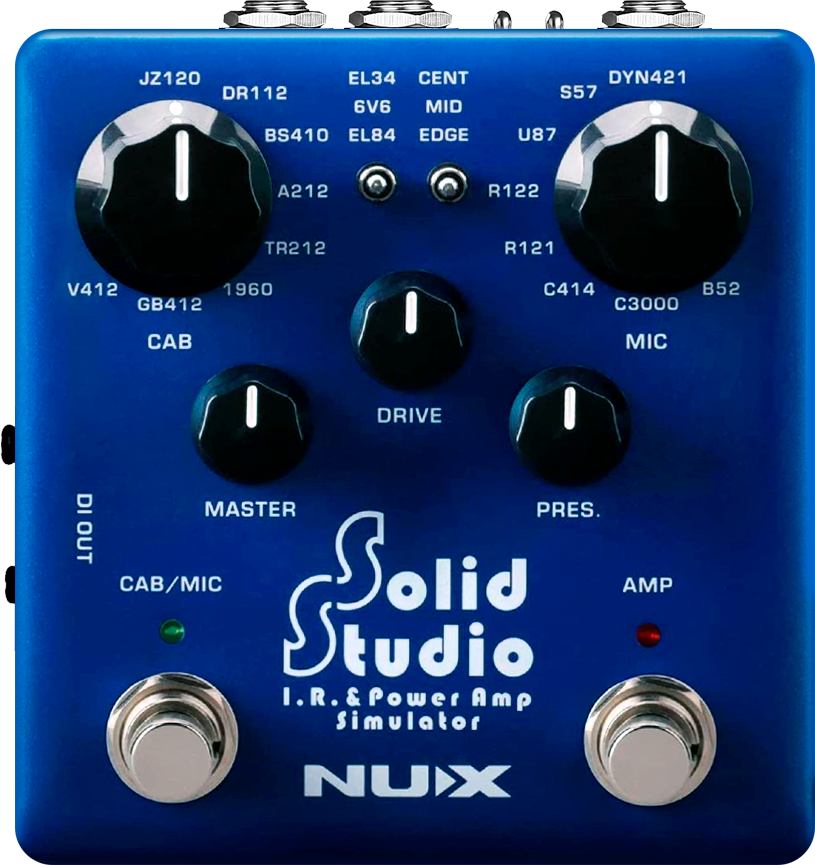 JZ120
DR112
BS410
A212
TR212
1960
GB412
V412
CAB
EL34 CENT
6V6 MID
EL84 EDGE
DYN421
S57
U87
R122
R121
C414
C3000
B52
MIC
DRIVE
MASTER
PRES.
DI OUT
CAB/MIC
AMP
Solid
Studio
I.R. & Power Amp
Simulator
NUX